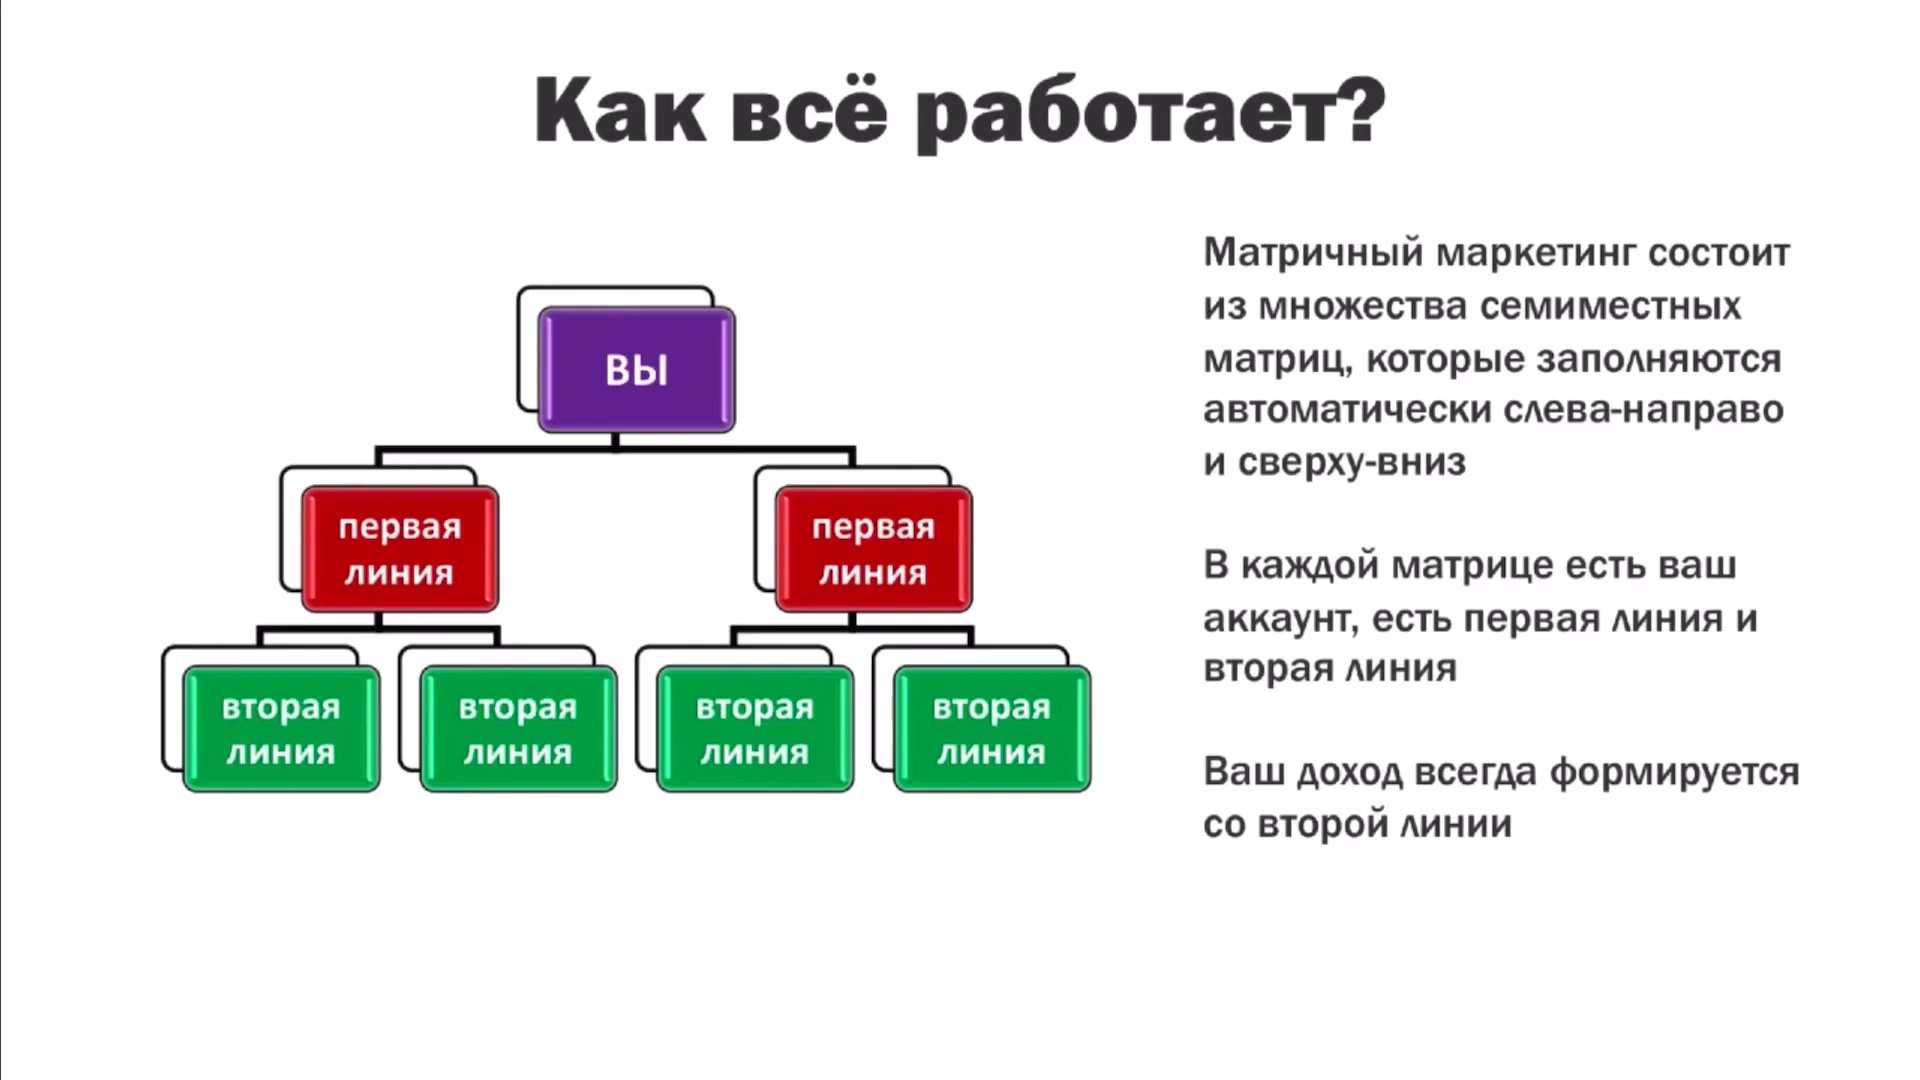 Как всё работает?
ВЫ
первая
линия
первая
линия
вторая
линия
вторая
линия
вторая
линия
вторая
линия
Матричный маркетинг состоит
из множества семиместных
матриц, которые заполняются
автоматически слева-направо
и сверху-вниз
В каждой матрице есть ваш
аккаунт, есть первая линия и
вторая линия
Ваш доход всегда формируется
со второй линии